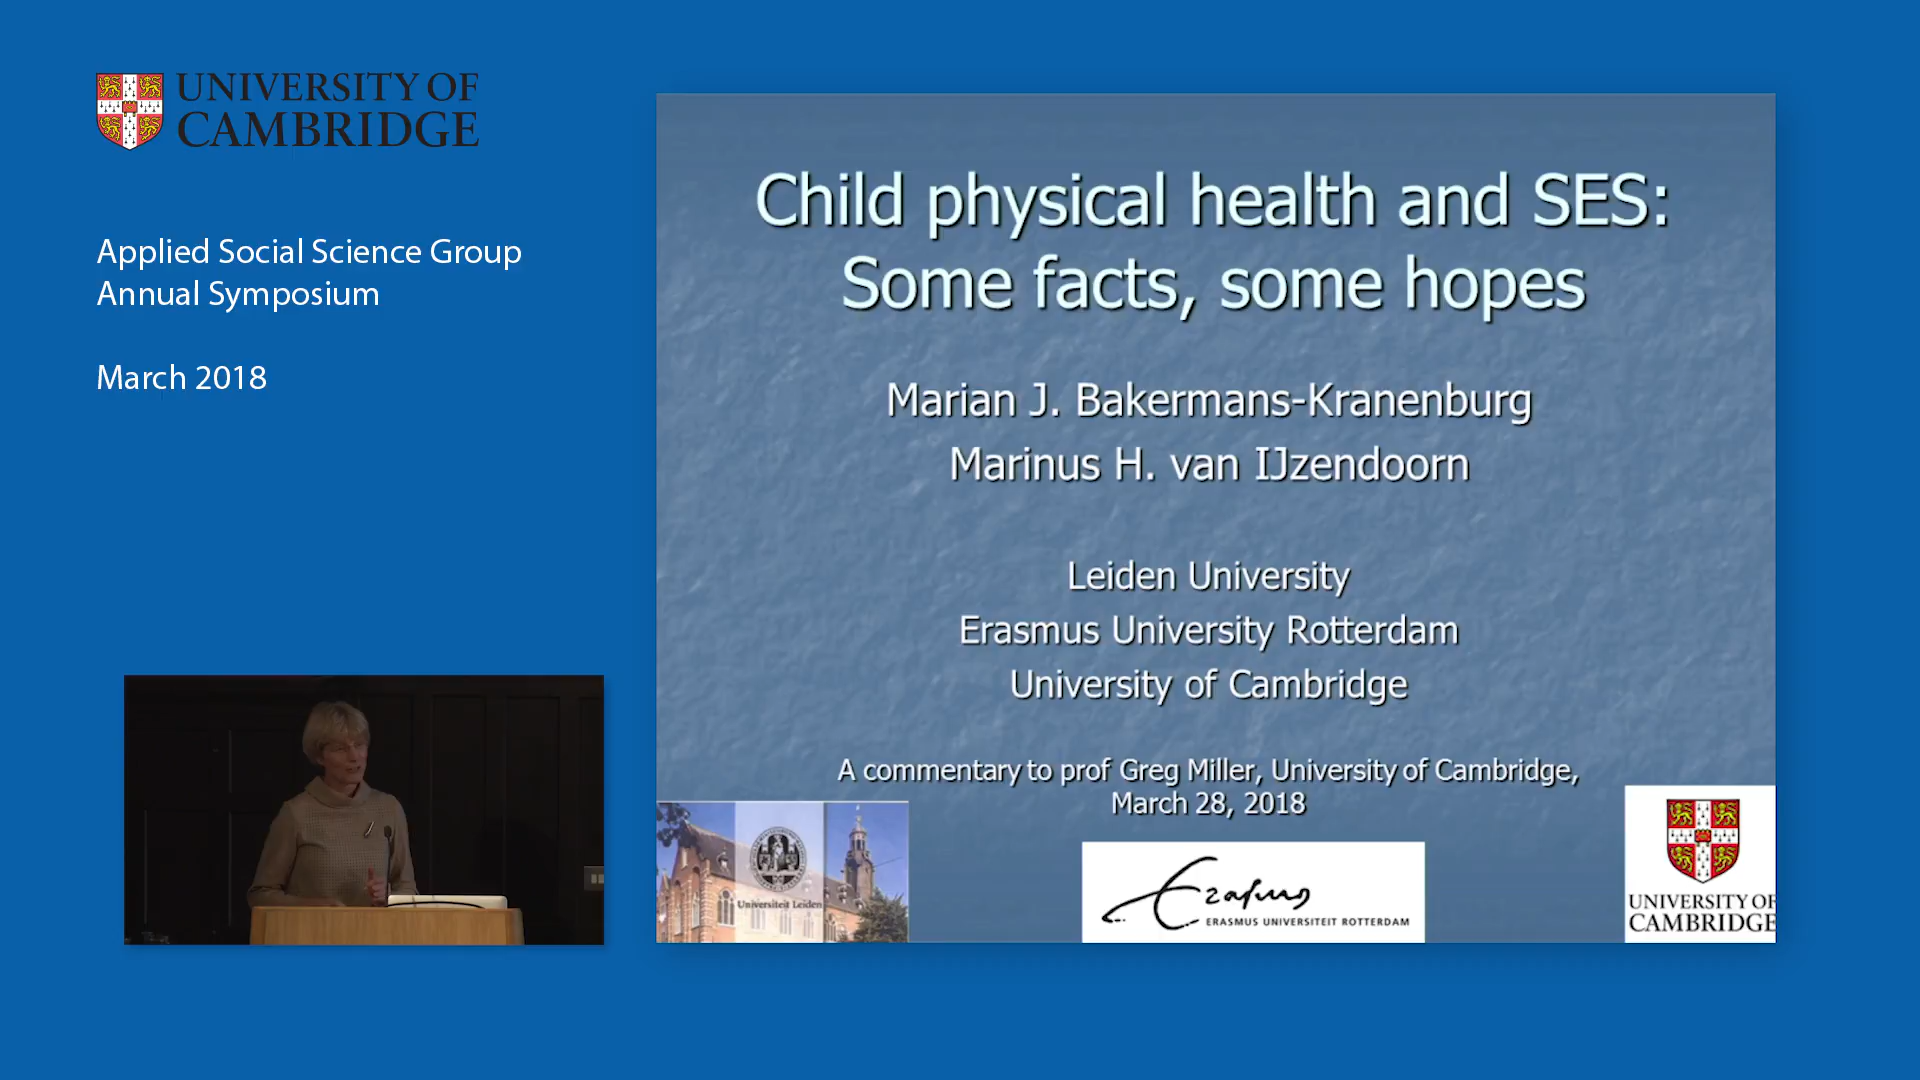 UNIVERSITY OF
CAMBRIDGE
Applied Social Science Group
Annual Symposium
March 2018
Child physical health and SES:
Some facts, some hopes
Marian J. Bakermans-Kranenburg
Marinus H. van IJzendoorn
Leiden University
Erasmus University Rotterdam
University of Cambridge
A commentary to prof Greg Miller, University of Cambridge,
March 28, 2018
Universiteit Leiden
Erasmus
ERASMUS UNIVERSITEIT ROTTERDAM
UNIVERSITY OF
CAMBRIDGE